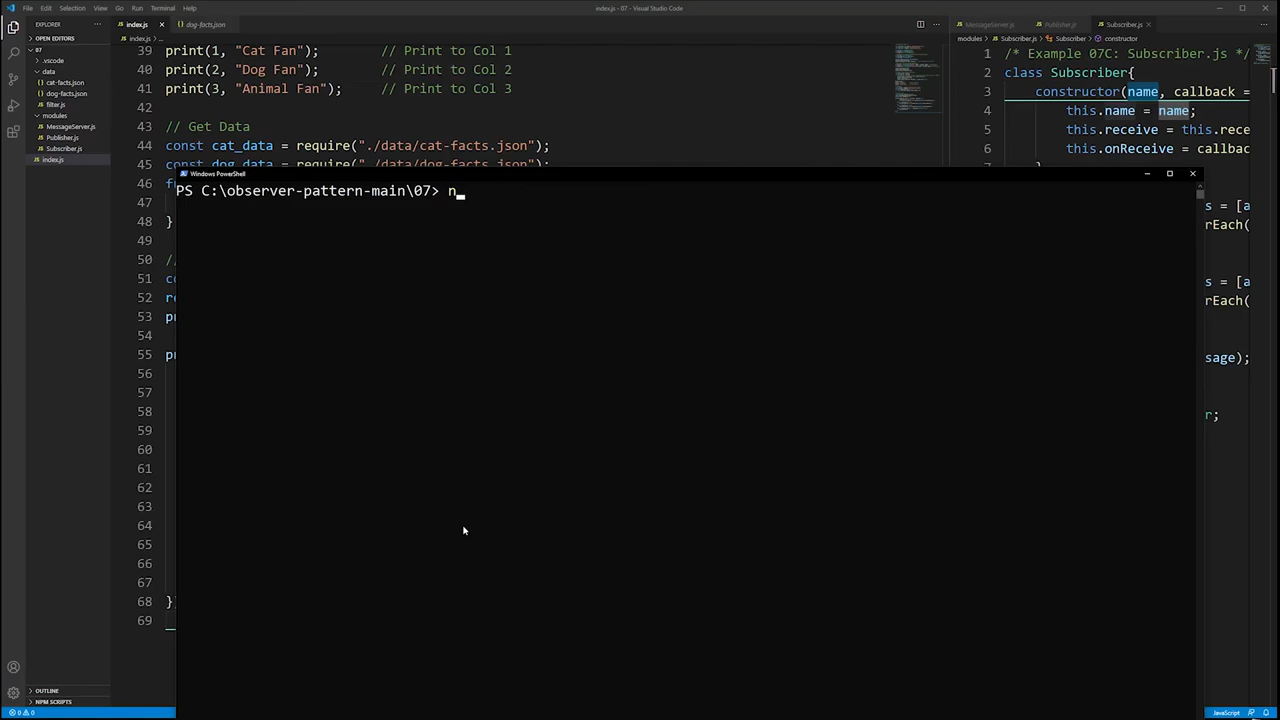 File Edit Selection View Go Run Terminal Help
index.js - 07 - Visual Studio Code
EXPLORER
OPEN EDITORS
07
.vscode
data
cat-facts.json
dog-facts.json
filter.js
modules
MessageServer.js
Publisher.js
Subscriber.js
index.js
OUTLINE
NPM SCRIPTS
0 0
index.js dog-facts.json
index.js > ...
39 print(1, "Cat Fan"); // Print to Col 1
40 print(2, "Dog Fan"); // Print to Col 2
41 print(3, "Animal Fan"); // Print to Col 3
42
43 // Get Data
44 const cat_data = require("./data/cat-facts.json");
45 const dog_data = require("./data/dog-facts.json");
46
47
48 }
49
50 //
51
52
53
54
55
56
57
58
59
60
61
62
63
64
65
66
67
68 }
69
Windows PowerShell
PS C:\observer-pattern-main\07> n
MessageServer.js Publisher.js Subscriber.js
modules > Subscriber.js > Subscriber > constructor
1 /* Example 07C: Subscriber.js */
2 class Subscriber{
3 constructor(name, callback =
4 this.name = name;
5 this.receive = this.rece
6 this.onReceive = callbac
s = [a
rEach(
s = [a
rEach(
ssage);
r;
JavaScript